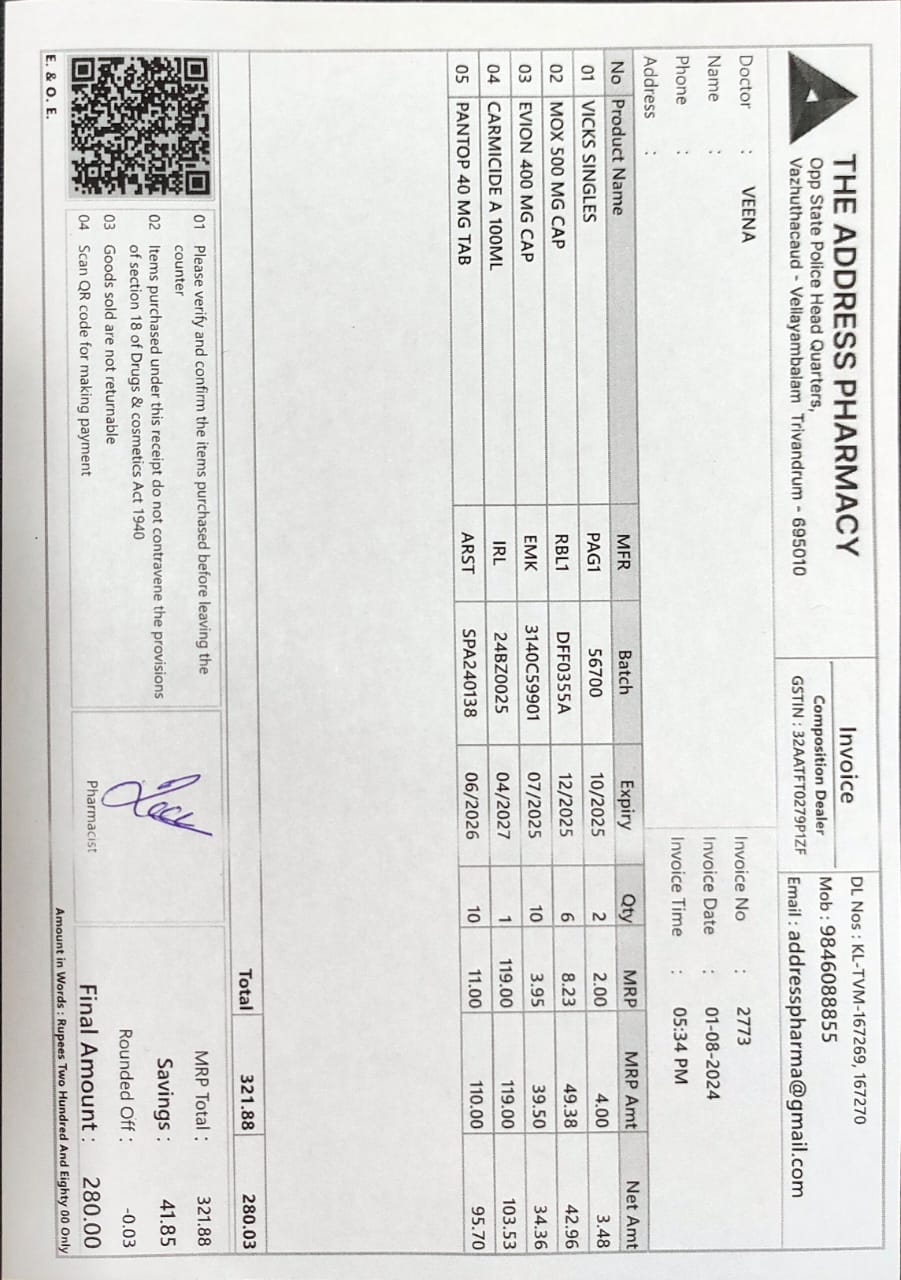 THE ADDRESS PHARMACY
Opp State Police Head Quarters,
Vazhuthacaud - Vellayambalam Trivandrum - 695010
Invoice
Composition Dealer
GSTIN : 32AATFT0279P1ZF
DL Nos : KL-TVM-167269, 167270
Mob : 9846088855
Email : addresspharma@gmail.com
Doctor : VEENA
Name :
Phone :
Address :
Invoice No : 2773
Invoice Date : 01-08-2024
Invoice Time : 05:34 PM
No Product Name MFR Batch Expiry Qty MRP MRP Amt Net Amt
01 VICKS SINGLES PAG1 56700 10/2025 2 2.00 4.00 3.48
02 MOX 500 MG CAP RBL1 DFF0355A 12/2025 6 8.23 49.38 42.96
03 EVION 400 MG CAP EMK 3140C59901 07/2025 10 3.95 39.50 34.36
04 CARMICIDE A 100ML IRL 24BZ0025 04/2027 1 119.00 119.00 103.53
05 PANTOP 40 MG TAB ARST SPA240138 06/2026 10 11.00 110.00 95.70
Total 321.88 280.03
01 Please verify and confirm the items purchased before leaving the
counter
02 Items purchased under this receipt do not contravene the provisions
of section 18 of Drugs & cosmetics Act 1940
03 Goods sold are not returnable
04 Scan QR code for making payment
Pharmacist
MRP Total : 321.88
Savings : 41.85
Rounded Off : -0.03
Final Amount : 280.00
Amount in Words : Rupees Two Hundred And Eighty 00 Only
E. & O. E.